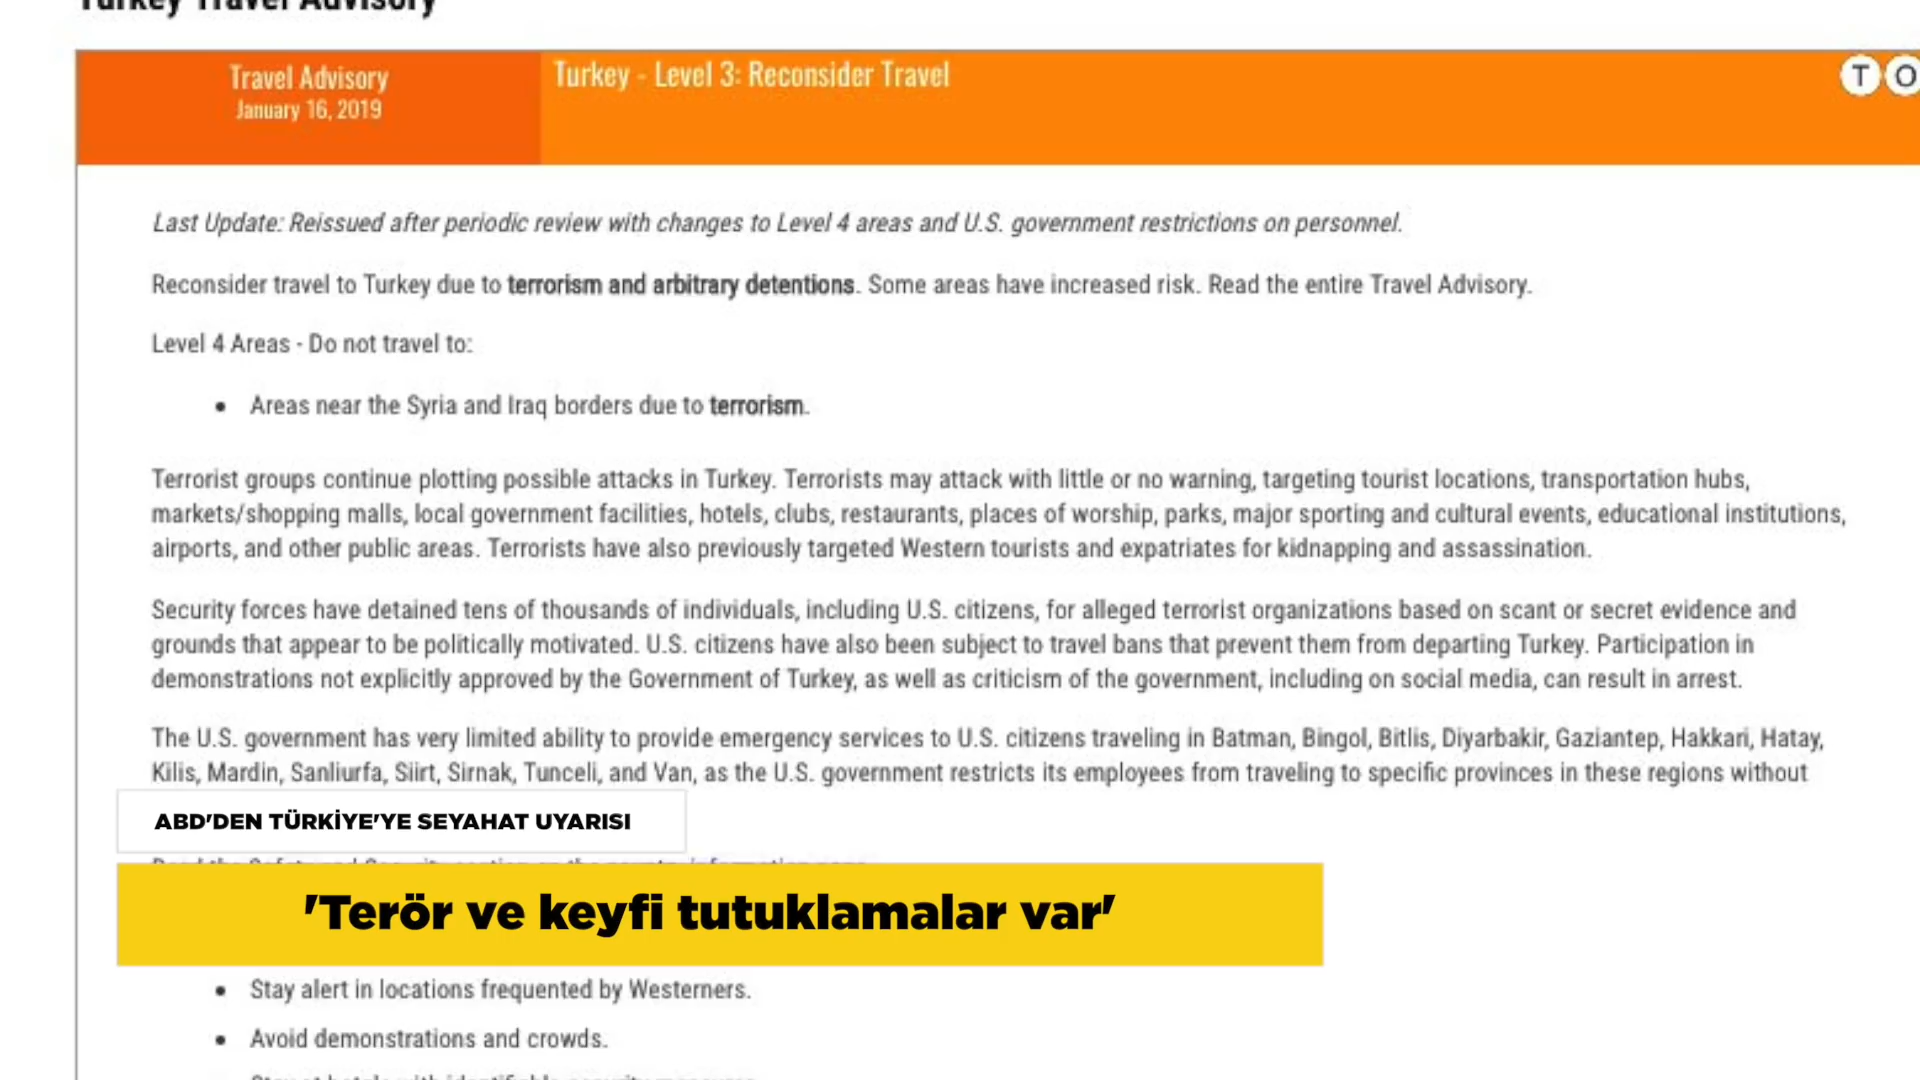 Turkey Travel Advisory
Travel Advisory
January 16, 2019
Turkey - Level 3: Reconsider Travel
T O
Last Update: Reissued after periodic review with changes to Level 4 areas and U.S. government restrictions on personnel.
Reconsider travel to Turkey due to terrorism and arbitrary detentions. Some areas have increased risk. Read the entire Travel Advisory.
Level 4 Areas - Do not travel to:
• Areas near the Syria and Iraq borders due to terrorism.
Terrorist groups continue plotting possible attacks in Turkey. Terrorists may attack with little or no warning, targeting tourist locations, transportation hubs,
markets/shopping malls, local government facilities, hotels, clubs, restaurants, places of worship, parks, major sporting and cultural events, educational institutions,
airports, and other public areas. Terrorists have also previously targeted Western tourists and expatriates for kidnapping and assassination.
Security forces have detained tens of thousands of individuals, including U.S. citizens, for alleged terrorist organizations based on scant or secret evidence and
grounds that appear to be politically motivated. U.S. citizens have also been subject to travel bans that prevent them from departing Turkey. Participation in
demonstrations not explicitly approved by the Government of Turkey, as well as criticism of the government, including on social media, can result in arrest.
The U.S. government has very limited ability to provide emergency services to U.S. citizens traveling in Batman, Bingol, Bitlis, Diyarbakir, Gaziantep, Hakkari, Hatay,
Kilis, Mardin, Sanliurfa, Siirt, Sirnak, Tunceli, and Van, as the U.S. government restricts its employees from traveling to specific provinces in these regions without
ABD'DEN TÜRKİYE'YE SEYAHAT UYARISI
'Terör ve keyfi tutuklamalar var'
• Stay alert in locations frequented by Westerners.
• Avoid demonstrations and crowds.